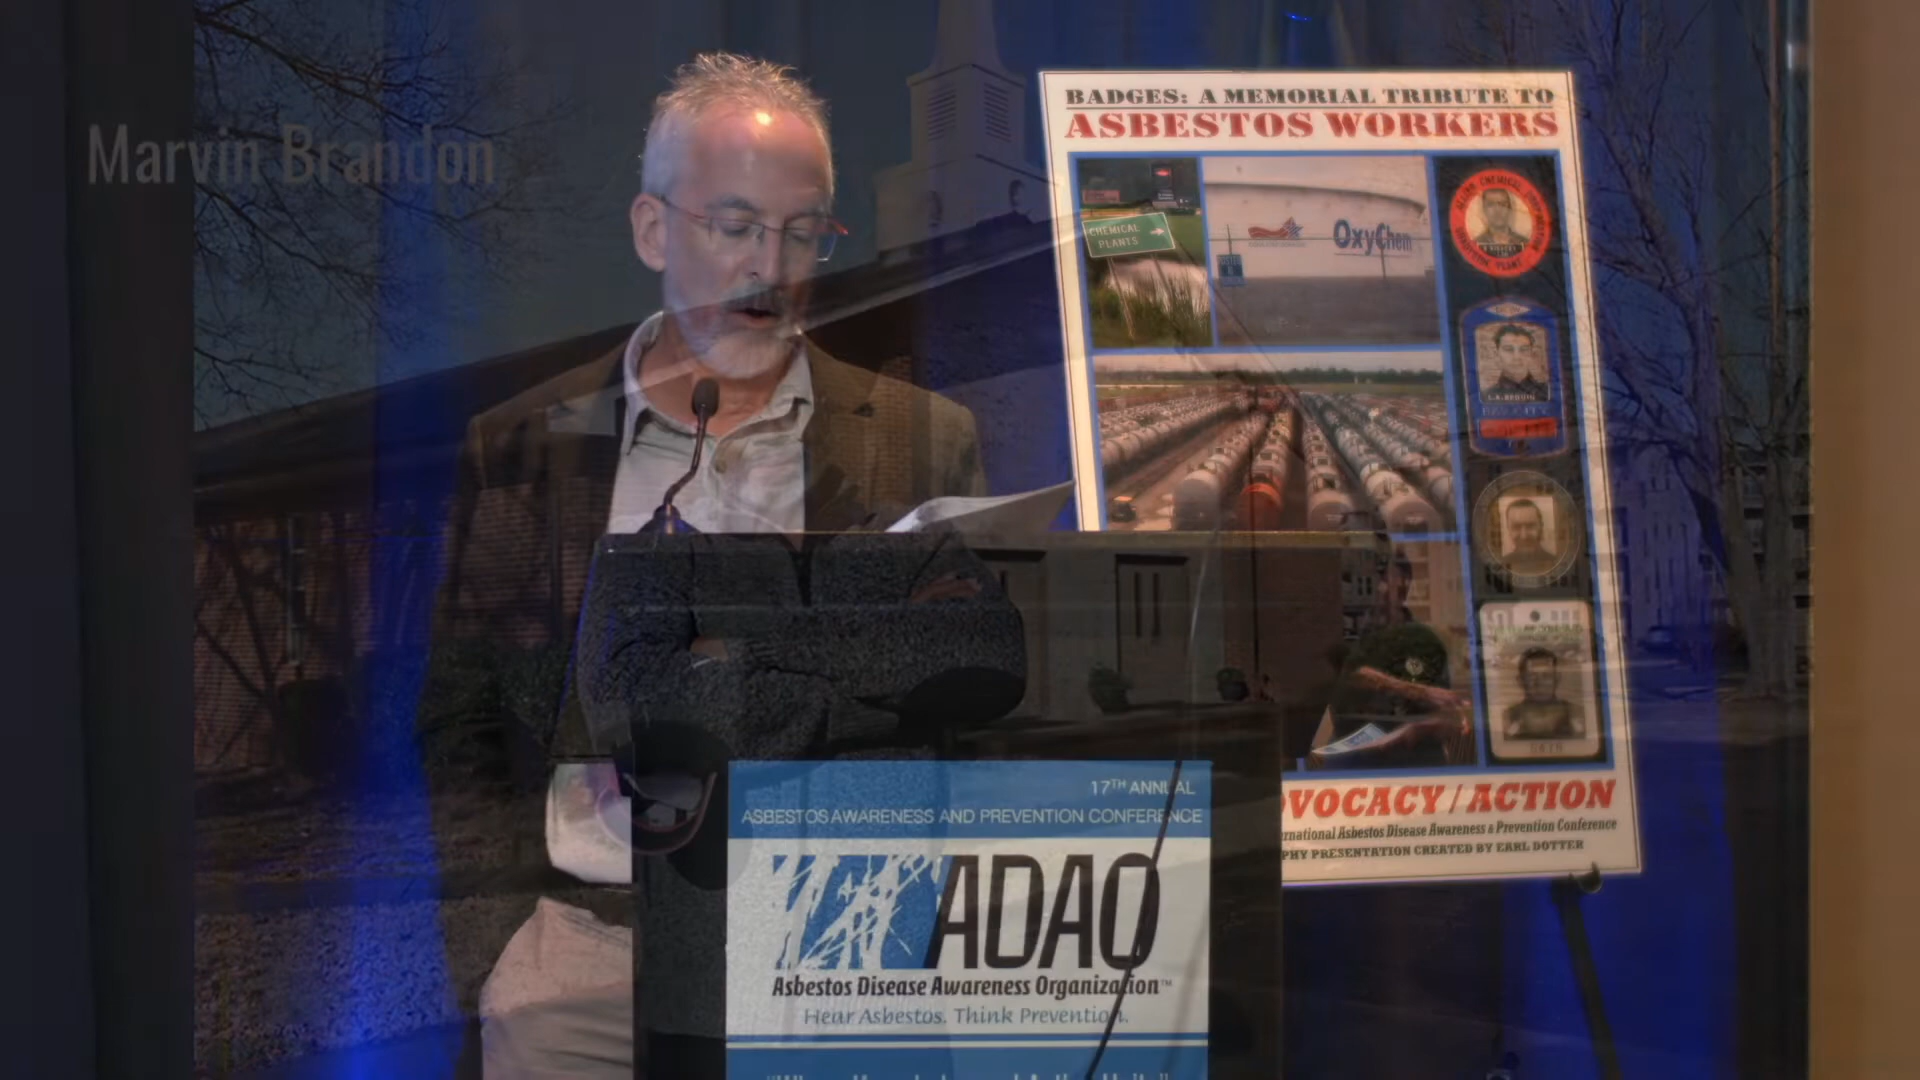 Marvin Brandon
BADGES: A MEMORIAL TRIBUTE TO
ASBESTOS WORKERS
CHEMICAL
PLANTS
OxyChem
17TH ANNUAL
ASBESTOS AWARENESS AND PREVENTION CONFERENCE
ADAO
Asbestos Disease Awareness Organization™
Hear Asbestos. Think Prevention.
VOCACY / ACTION
rnational Asbestos Disease Awareness & Prevention Conference
PHY PRESENTATION CREATED BY EARL DOTTER